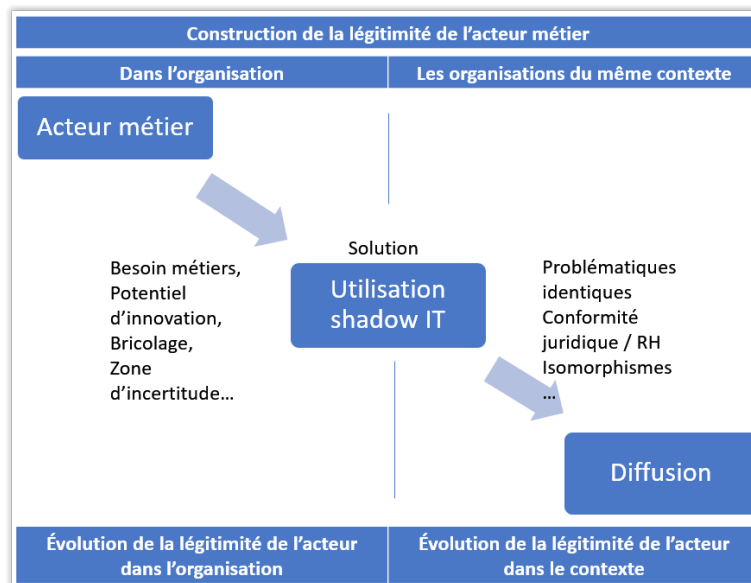 Construction de la légitimité de l'acteur métier
Dans l'organisation
Les organisations du même contexte
Acteur métier
Besoin métiers,
Potentiel
d'innovation,
Bricolage,
Zone
d'incertitude…
Solution
Utilisation
shadow IT
Problématiques
identiques
Conformité
juridique / RH
Isomorphismes
…
Diffusion
Évolution de la légitimité de l'acteur
dans l'organisation
Évolution de la légitimité de l'acteur
dans le contexte